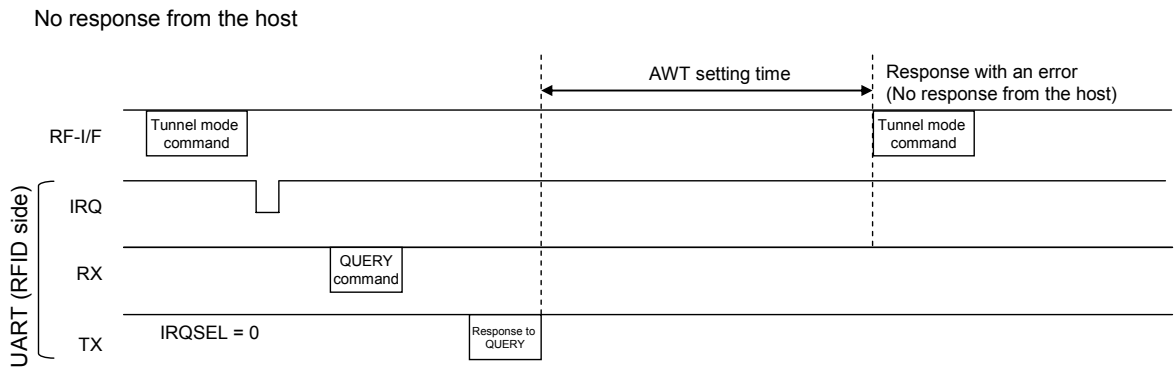 No response from the host
AWT setting time
Response with an error
(No response from the host)
RF-I/F
Tunnel mode
command
Tunnel mode
command
UART (RFID side)
IRQ
RX
QUERY
command
TX
IRQSEL = 0
Response to
QUERY